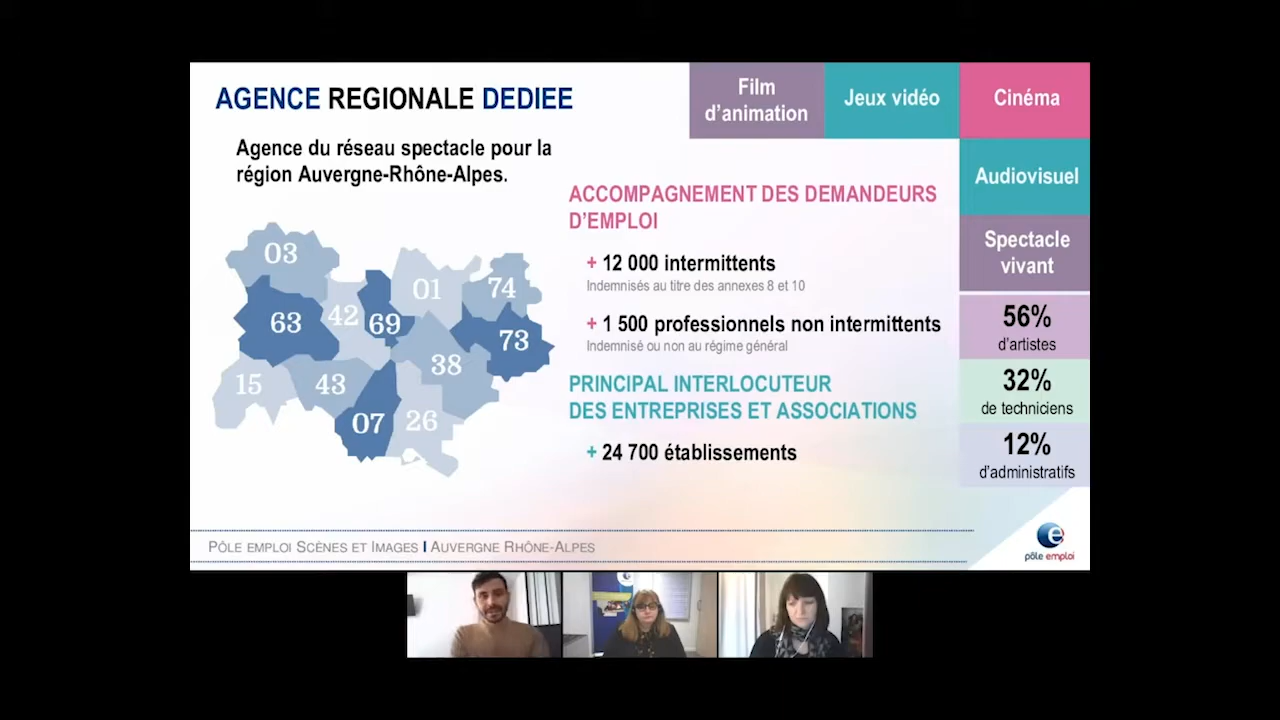 AGENCE REGIONALE DEDIEE
Agence du réseau spectacle pour la
région Auvergne-Rhône-Alpes.
03
63
42
69
01
74
73
38
15
43
07
26
ACCOMPAGNEMENT DES DEMANDEURS
D'EMPLOI
+ 12 000 intermittents
Indemnisés au titre des annexes 8 et 10
+ 1 500 professionnels non intermittents
Indemnisé ou non au régime général
PRINCIPAL INTERLOCUTEUR
DES ENTREPRISES ET ASSOCIATIONS
+ 24 700 établissements
Film
d'animation
Jeux vidéo
Cinéma
Audiovisuel
Spectacle
vivant
56%
d'artistes
32%
de techniciens
12%
d'administratifs
PÔLE EMPLOI SCÈNES ET IMAGES I AUVERGNE RHÔNE-ALPES
pôle emploi